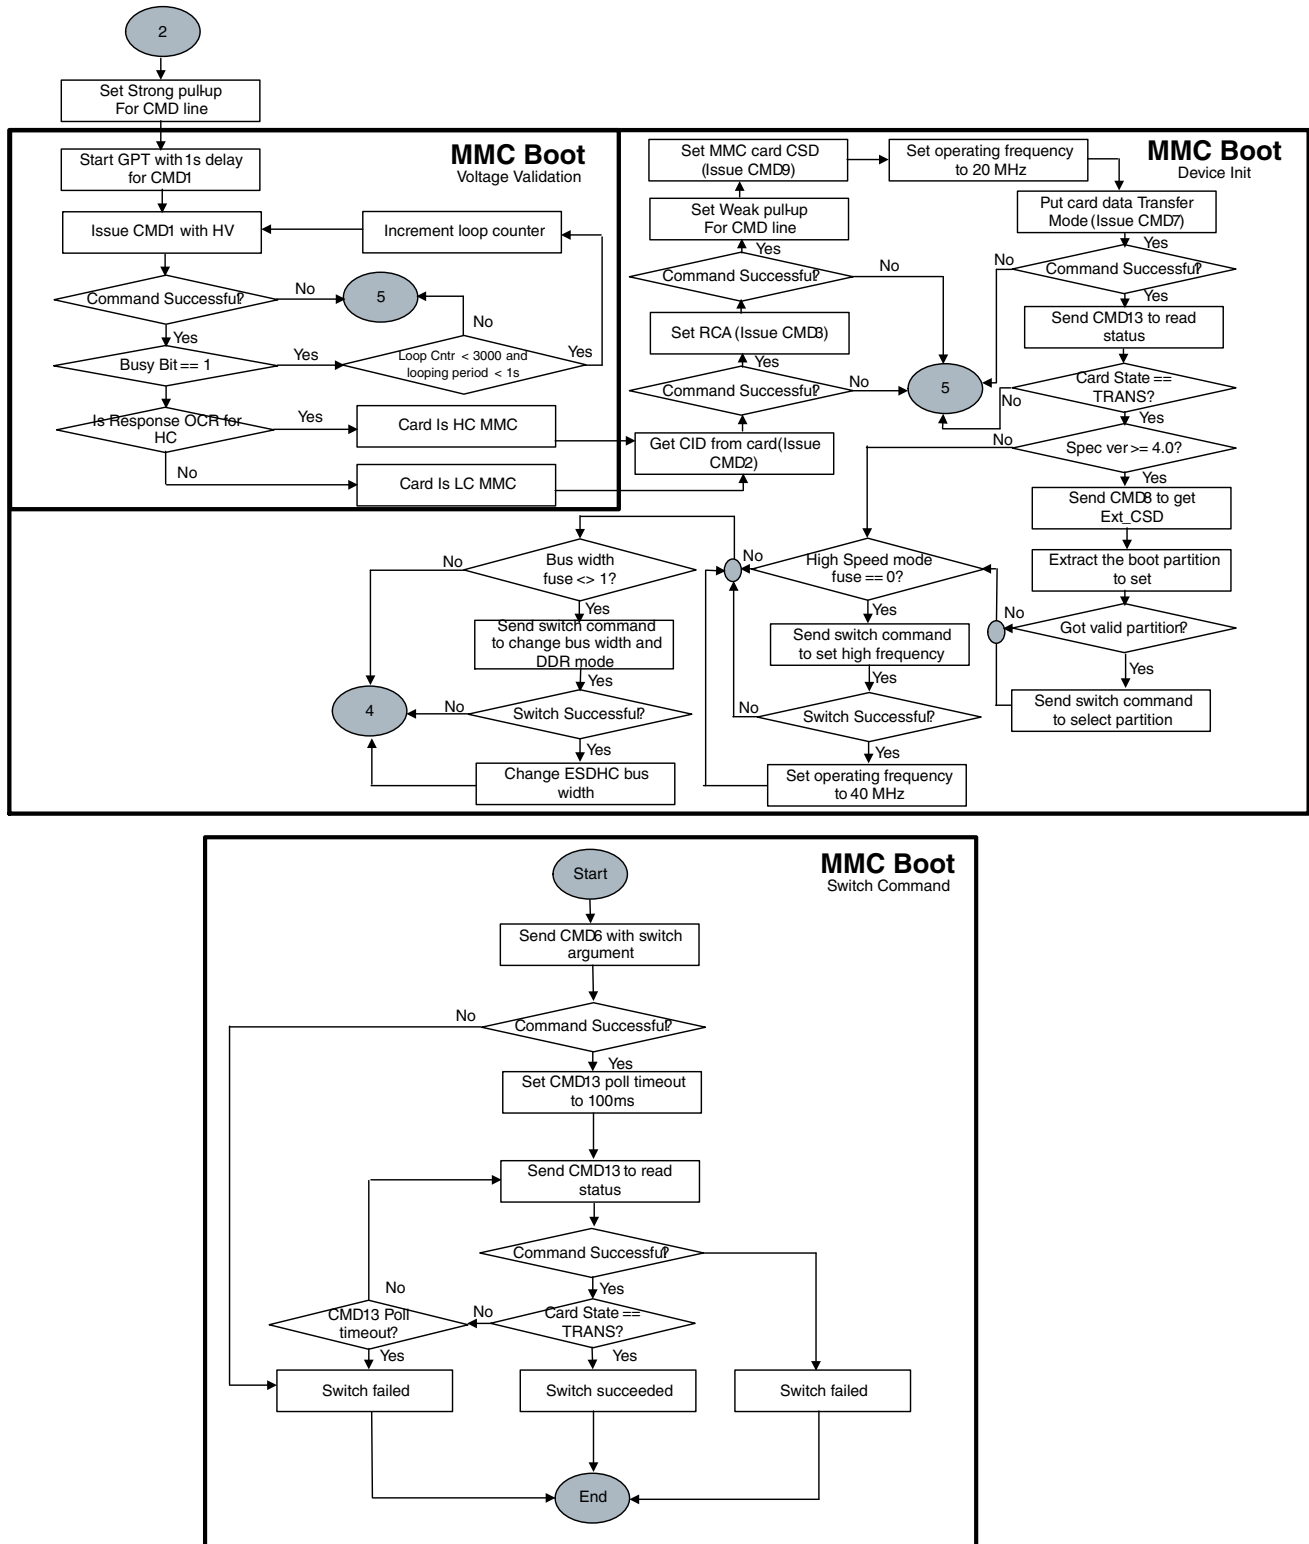 2
Set Strong pull-up
For CMD line
MMC Boot
Voltage Validation
Start GPT with 1s delay
for CMD1
Issue CMD1 with HV
Increment loop counter
Command Successful?
No
5
Yes
No
Busy Bit == 1
Yes
Loop Cntr < 3000 and
looping period < 1s
Yes
Is Response OCR for
HC
Yes
Card Is HC MMC
No
Card Is LC MMC
MMC Boot
Device Init
Set MMC card CSD
(Issue CMD9)
Set operating frequency
to 20 MHz
Put card data Transfer
Mode (Issue CMD7)
Set Weak pull-up
For CMD line
Yes
Yes
Command Successful?
No
No
Command Successful?
Yes
Set RCA (Issue CMD3)
Send CMD13 to read
status
Yes
Command Successful?
No
5
Card State ==
TRANS?
No
Yes
Get CID from card(Issue
CMD2)
No
Spec ver >= 4.0?
Yes
Send CMD8 to get
Ext_CSD
No
Bus width
fuse <> 1?
No
High Speed mode
fuse == 0?
Extract the boot partition
to set
Yes
Yes
No
Got valid partition?
Send switch command
to change bus width and
DDR mode
Send switch command
to set high frequency
Yes
Yes
Yes
4
No
Switch Successful?
No
Switch Successful?
Send switch command
to select partition
Yes
Yes
Change ESDHC bus
width
Set operating frequency
to 40 MHz
MMC Boot
Switch Command
Start
Send CMD6 with switch
argument
No
Command Successful?
Yes
Set CMD13 poll timeout
to 100ms
Send CMD13 to read
status
Command Successful?
No
Yes
CMD13 Poll
timeout?
No
Card State ==
TRANS?
Yes
Yes
Switch failed
Switch succeeded
Switch failed
End